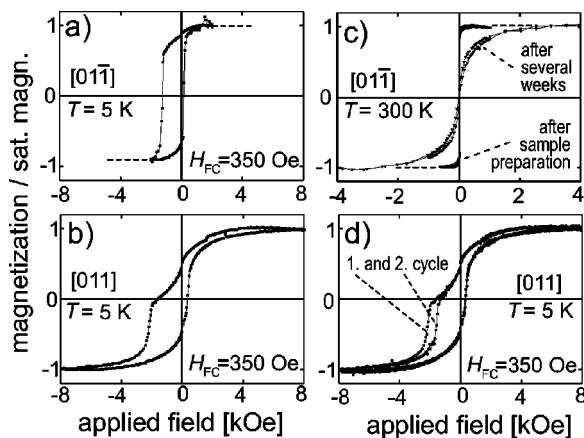 magnetization / sat. magn.
a)
[011̄]
T = 5 K
H_FC=350 Oe
1
0
-1
-8 -4 0 4 8
c)
[011̄]
T = 300 K
after
several
weeks
after
sample
preparation
1
0
-1
-4 -2 0 2 4
b)
[011]
T = 5 K
H_FC=350 Oe
1
0
-1
-8 -4 0 4 8
applied field [kOe]
d)
1. and 2. cycle
[011]
T = 5 K
H_FC=350 Oe
1
0
-1
-8 -4 0 4 8
applied field [kOe]